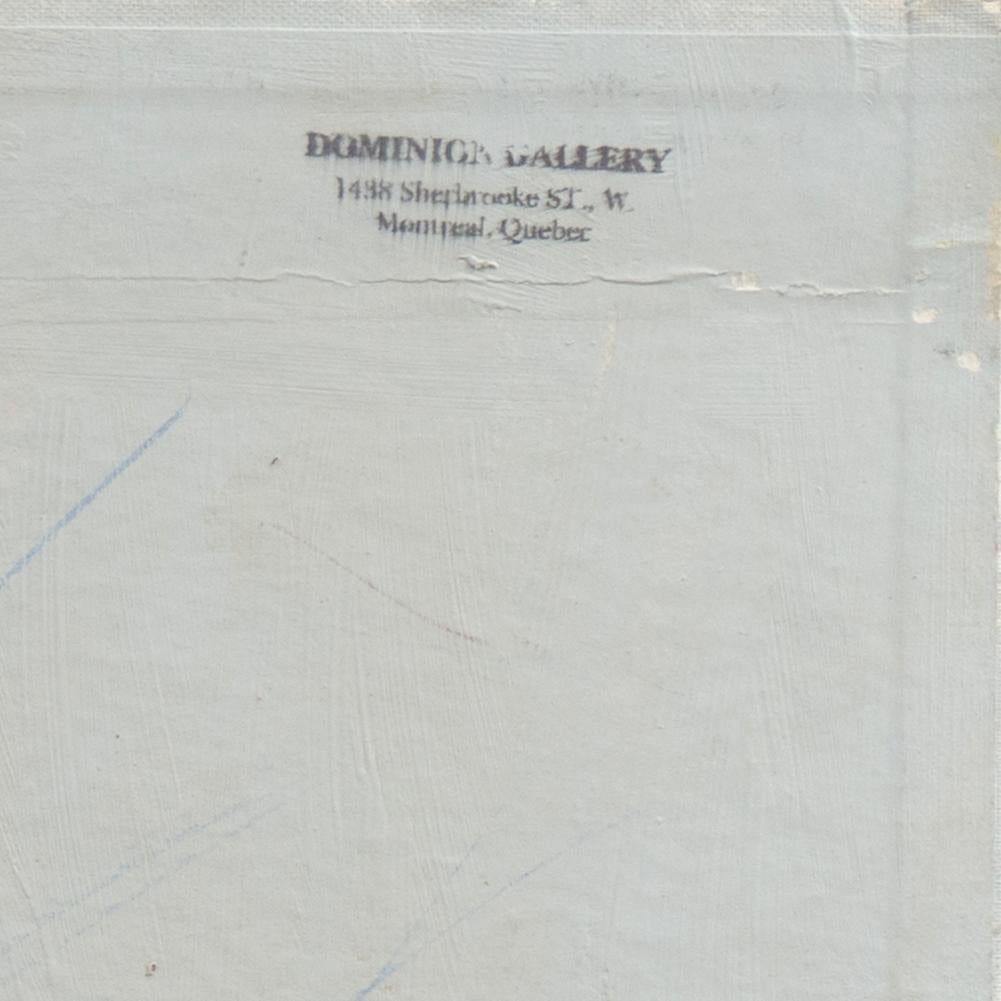 DOMINION GALLERY
1438 Sherbrooke ST., W.
Montreal, Quebec